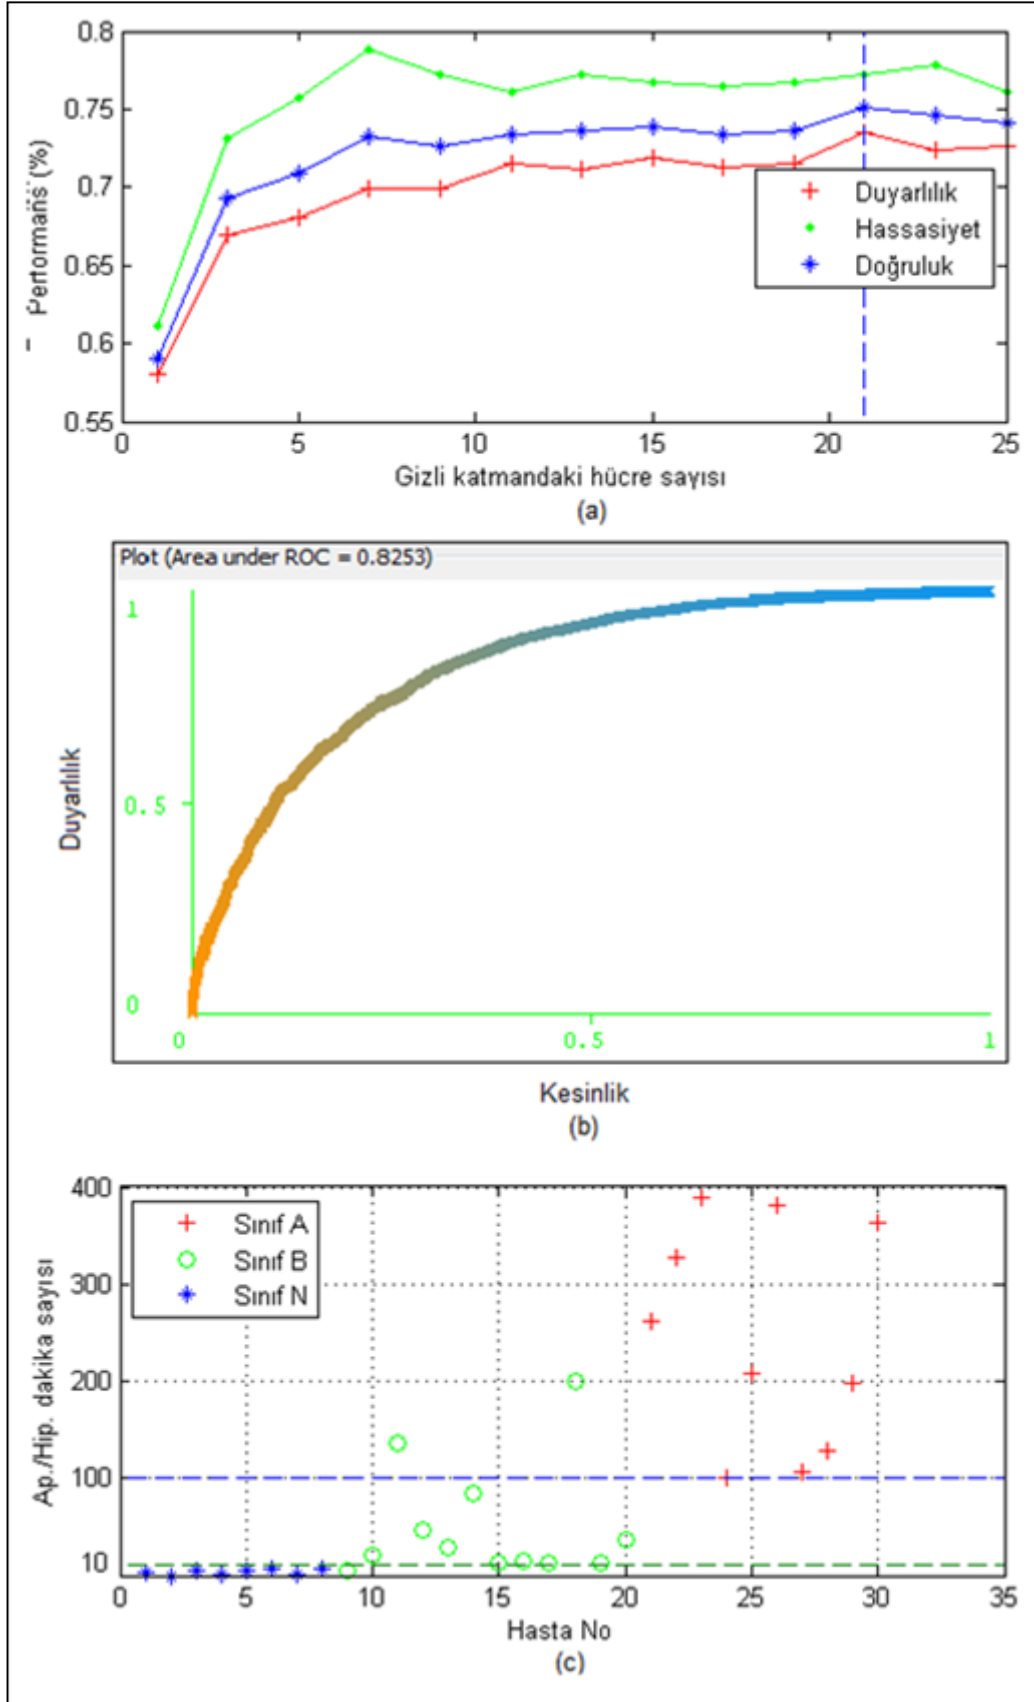 0.8
0.75
0.7
0.65
0.6
0.55
Performans (%)
Duyarlılık
Hassasiyet
Doğruluk
0 5 10 15 20 25
Gizli katmandaki hücre sayısı
(a)
Plot (Area under ROC = 0.8253)
1
0.5
0
Duyarlılık
0 0.5 1
Kesinlik
(b)
400
300
200
100
10
Ap./Hip. dakika sayısı
Sınıf A
Sınıf B
Sınıf N
0 5 10 15 20 25 30 35
Hasta No
(c)